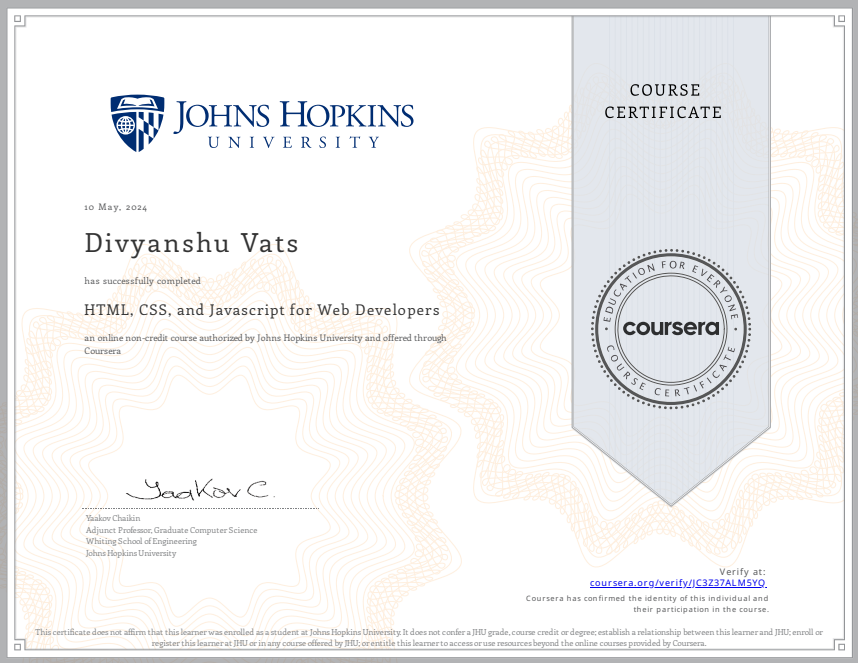 JOHNS HOPKINS
UNIVERSITY
COURSE
CERTIFICATE
10 May, 2024
Divyanshu Vats
has successfully completed
HTML, CSS, and Javascript for Web Developers
an online non-credit course authorized by Johns Hopkins University and offered through
Coursera
EDUCATION FOR EVERYONE
coursera
COURSE CERTIFICATE
Yaakov C.
Yaakov Chaikin
Adjunct Professor, Graduate Computer Science
Whiting School of Engineering
Johns Hopkins University
Verify at:
coursera.org/verify/JC3Z37ALM5YQ
Coursera has confirmed the identity of this individual and
their participation in the course.
This certificate does not affirm that this learner was enrolled as a student at Johns Hopkins University. It does not confer a JHU grade, course credit or degree; establish a relationship between this learner and JHU; enroll or
register this learner at JHU or in any course offered by JHU; or entitle this learner to access or use resources beyond the online courses provided by Coursera.